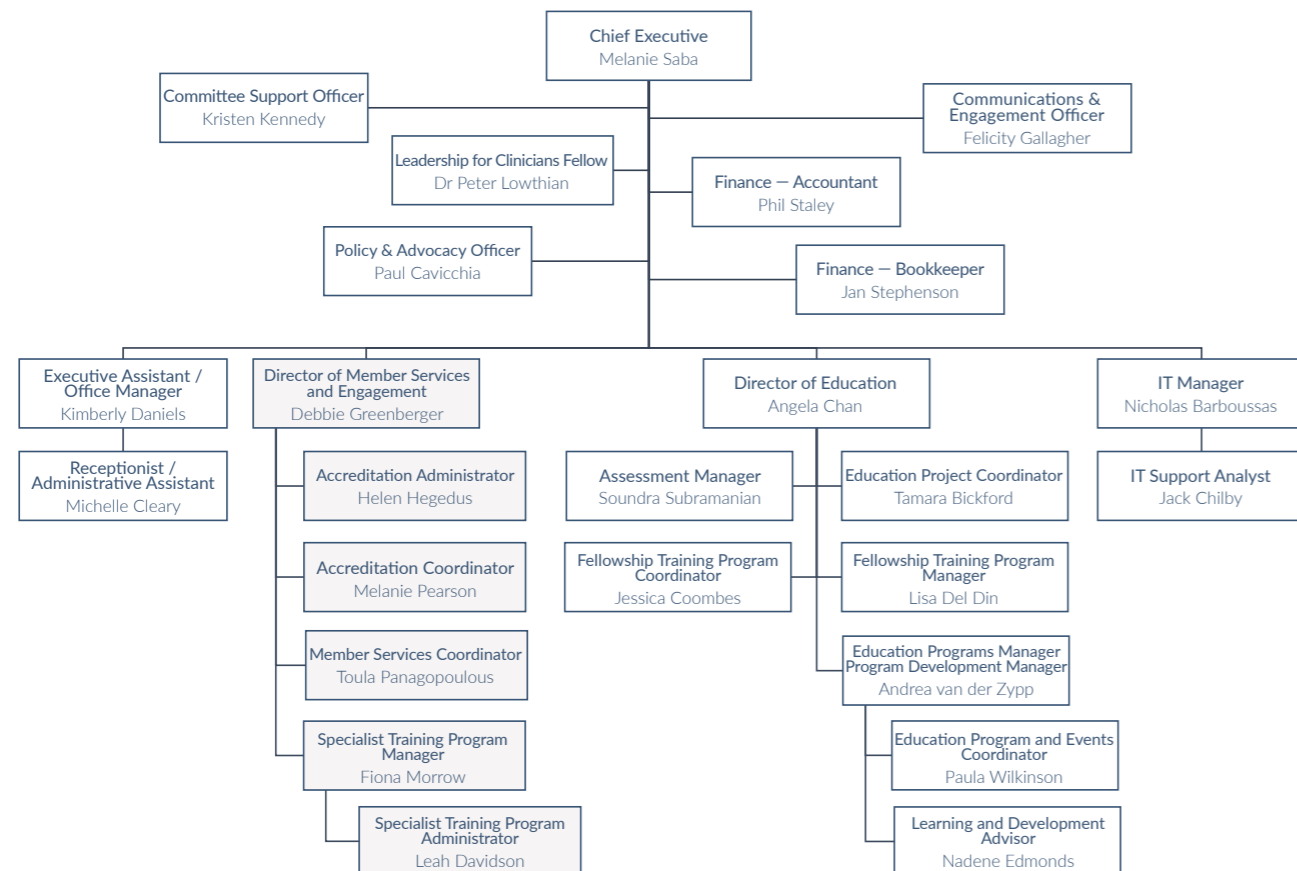 Chief Executive
Melanie Saba
Committee Support Officer
Kristen Kennedy
Communications &
Engagement Officer
Felicity Gallagher
Leadership for Clinicians Fellow
Dr Peter Lowthian
Finance — Accountant
Phil Staley
Policy & Advocacy Officer
Paul Cavicchia
Finance — Bookkeeper
Jan Stephenson
Executive Assistant /
Office Manager
Kimberly Daniels
Director of Member Services
and Engagement
Debbie Greenberger
Director of Education
Angela Chan
IT Manager
Nicholas Barboussas
Receptionist /
Administrative Assistant
Michelle Cleary
Accreditation Administrator
Helen Hegedus
Assessment Manager
Soundra Subramanian
Education Project Coordinator
Tamara Bickford
IT Support Analyst
Jack Chilby
Accreditation Coordinator
Melanie Pearson
Fellowship Training Program
Coordinator
Jessica Coombes
Fellowship Training Program
Manager
Lisa Del Din
Member Services Coordinator
Toula Panagopoulous
Education Programs Manager
Program Development Manager
Andrea van der Zypp
Specialist Training Program
Manager
Fiona Morrow
Education Program and Events
Coordinator
Paula Wilkinson
Specialist Training Program
Administrator
Leah Davidson
Learning and Development
Advisor
Nadene Edmonds